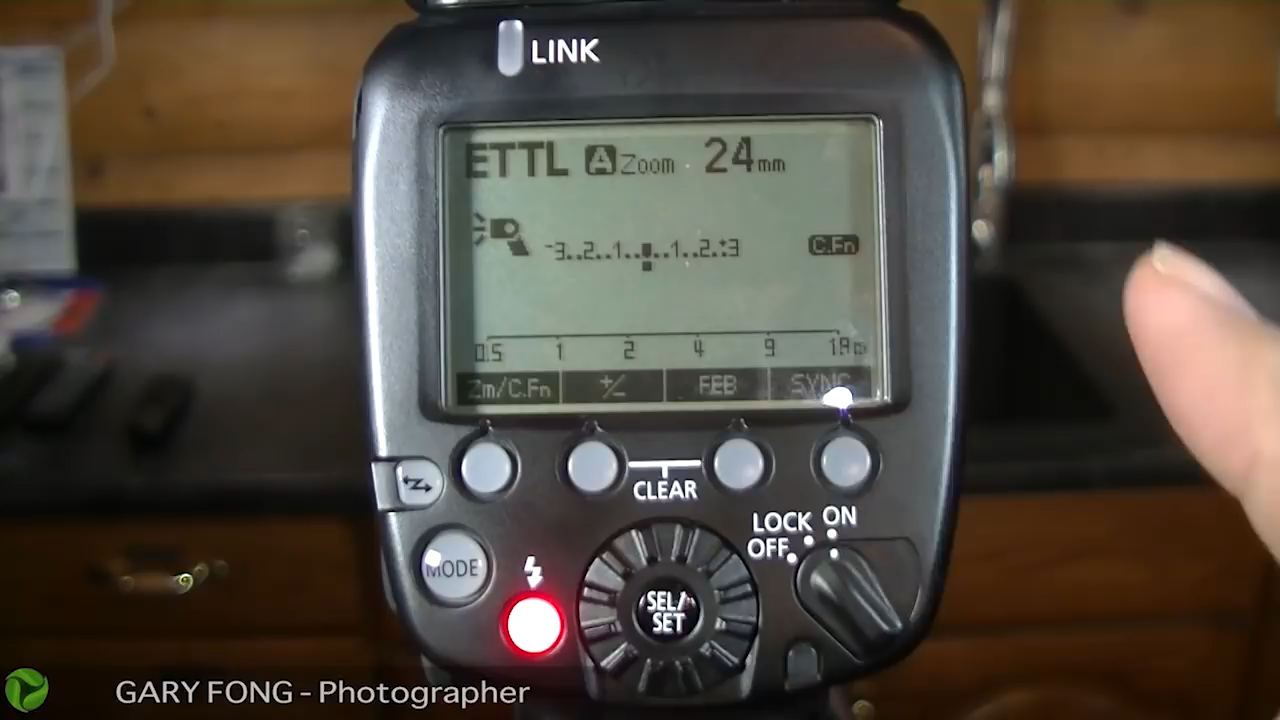 LINK
ETTL A Zoom 24mm
-3..2..1..▮..1..2..+3 C.Fn
0.5 1 2 4 9 18m
Zm/C.Fn +/- FEB SYNC
CLEAR
LOCK ON
OFF
MODE
SEL/
SET
GARY FONG - Photographer